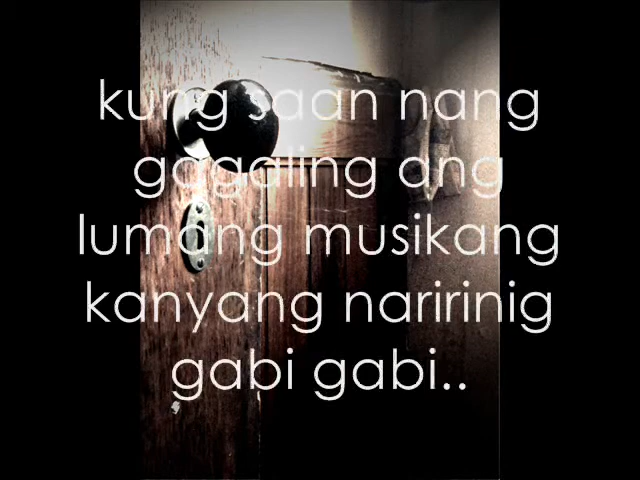 kung saan nang
gagaling ang
lumang musikang
kanyang naririnig
gabi gabi..